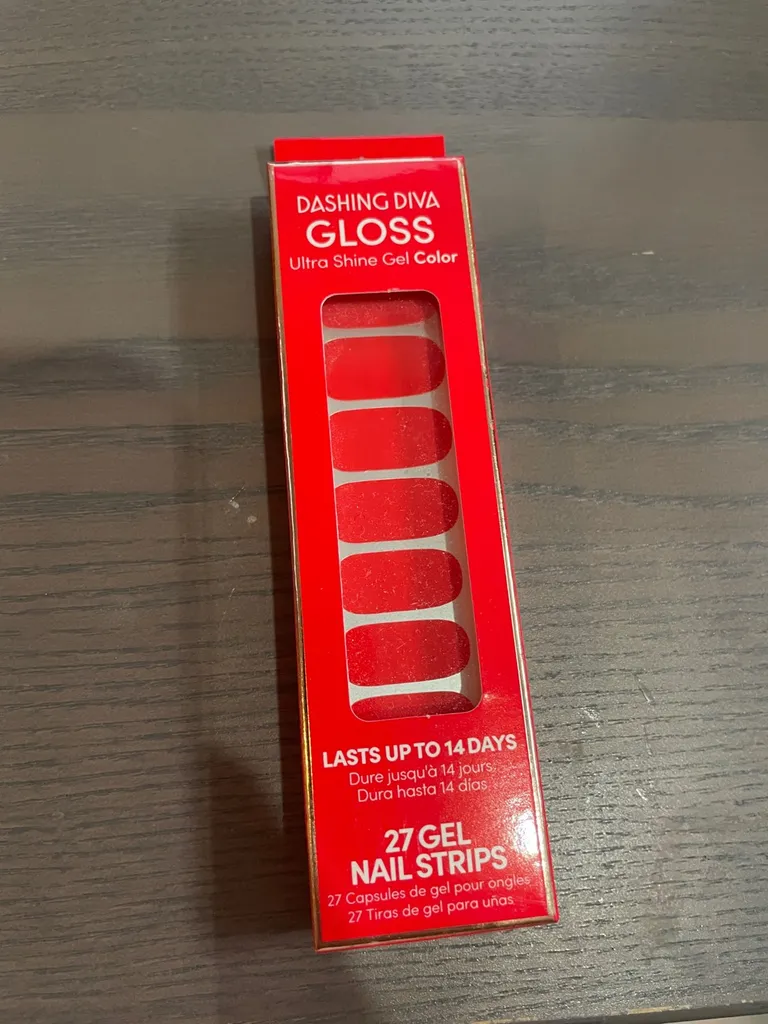 DASHING DIVA
GLOSS
Ultra Shine Gel Color
LASTS UP TO 14 DAYS
Dure jusqu'à 14 jours
Dura hasta 14 días
27 GEL
NAIL STRIPS
27 Capsules de gel pour ongles
27 Tiras de gel para uñas